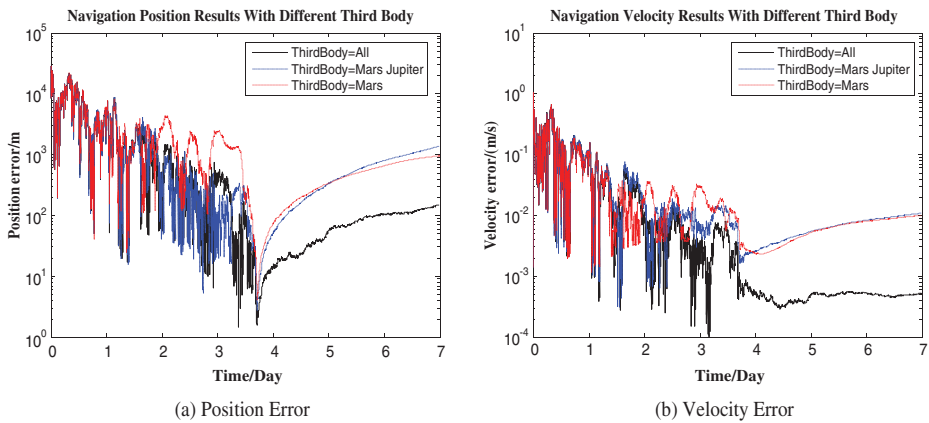 Navigation Position Results With Different Third Body
10^5
10^4
10^3
10^2
10^1
10^0
Position error/m
ThirdBody=All
ThirdBody=Mars Jupiter
ThirdBody=Mars
0 1 2 3 4 5 6 7
Time/Day
(a) Position Error
Navigation Velocity Results With Different Third Body
10^0
10^-1
10^-2
10^-3
10^-4
Velocity error/(m/s)
ThirdBody=All
ThirdBody=Mars Jupiter
ThirdBody=Mars
0 1 2 3 4 5 6 7
Time/Day
(b) Velocity Error